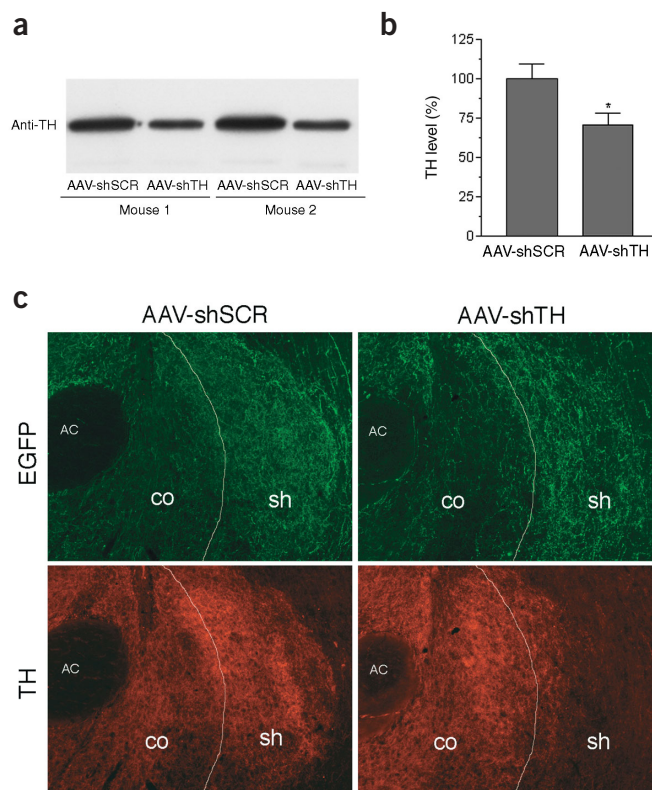 a
Anti-TH
AAV-shSCR AAV-shTH AAV-shSCR AAV-shTH
Mouse 1 Mouse 2
b
TH level (%)
125
100
75
50
25
0
*
AAV-shSCR AAV-shTH
c
AAV-shSCR AAV-shTH
EGFP
AC co sh
AC co sh
TH
AC co sh
AC co sh